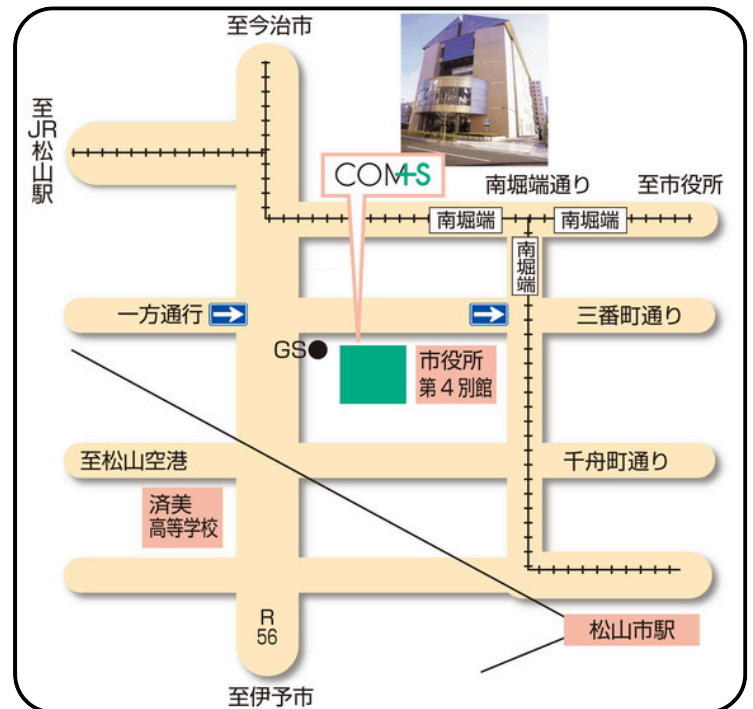 至今治市
至JR松山駅
COMS
南堀端通り
至市役所
南堀端
南堀端
南堀端
一方通行
三番町通り
GS
市役所
第4別館
至松山空港
千舟町通り
済美
高等学校
R
56
松山市駅
至伊予市